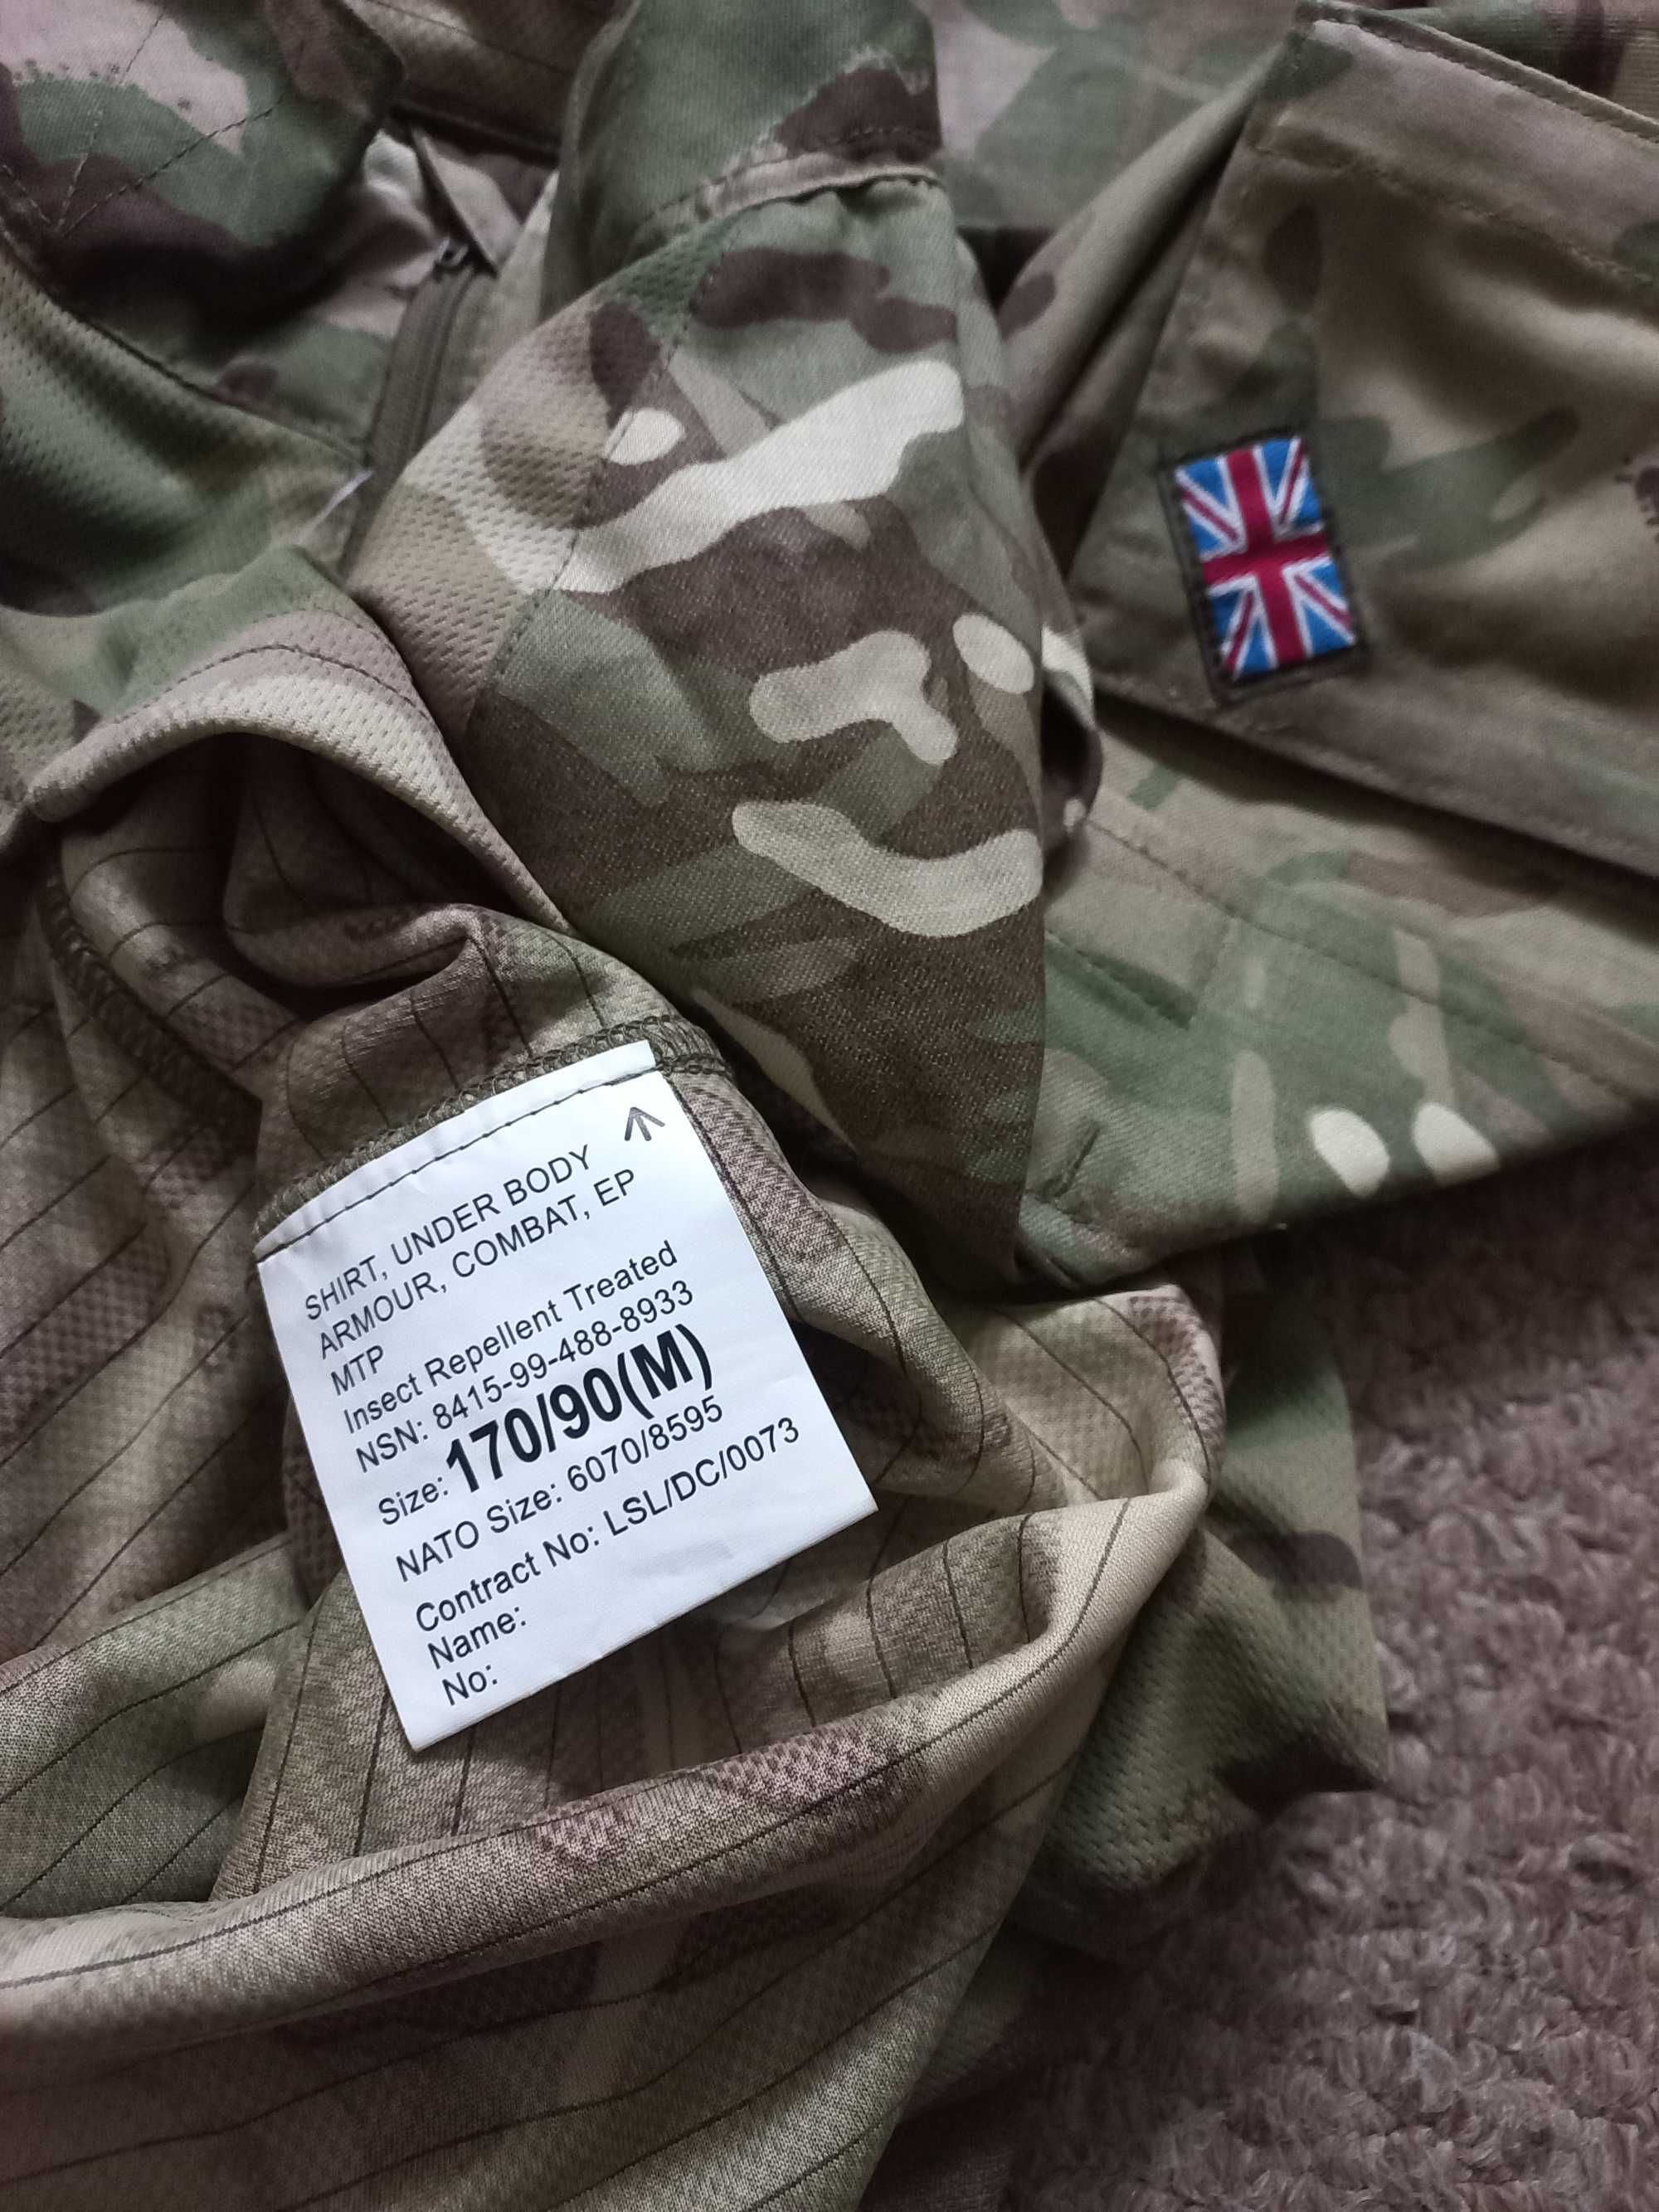 SHIRT, UNDER BODY
ARMOUR, COMBAT, EP
MTP
Insect Repellent Treated
NSN: 8415-99-488-8933
Size: 170/90(M)
NATO Size: 6070/8595
Contract No: LSL/DC/0073
Name:
No: